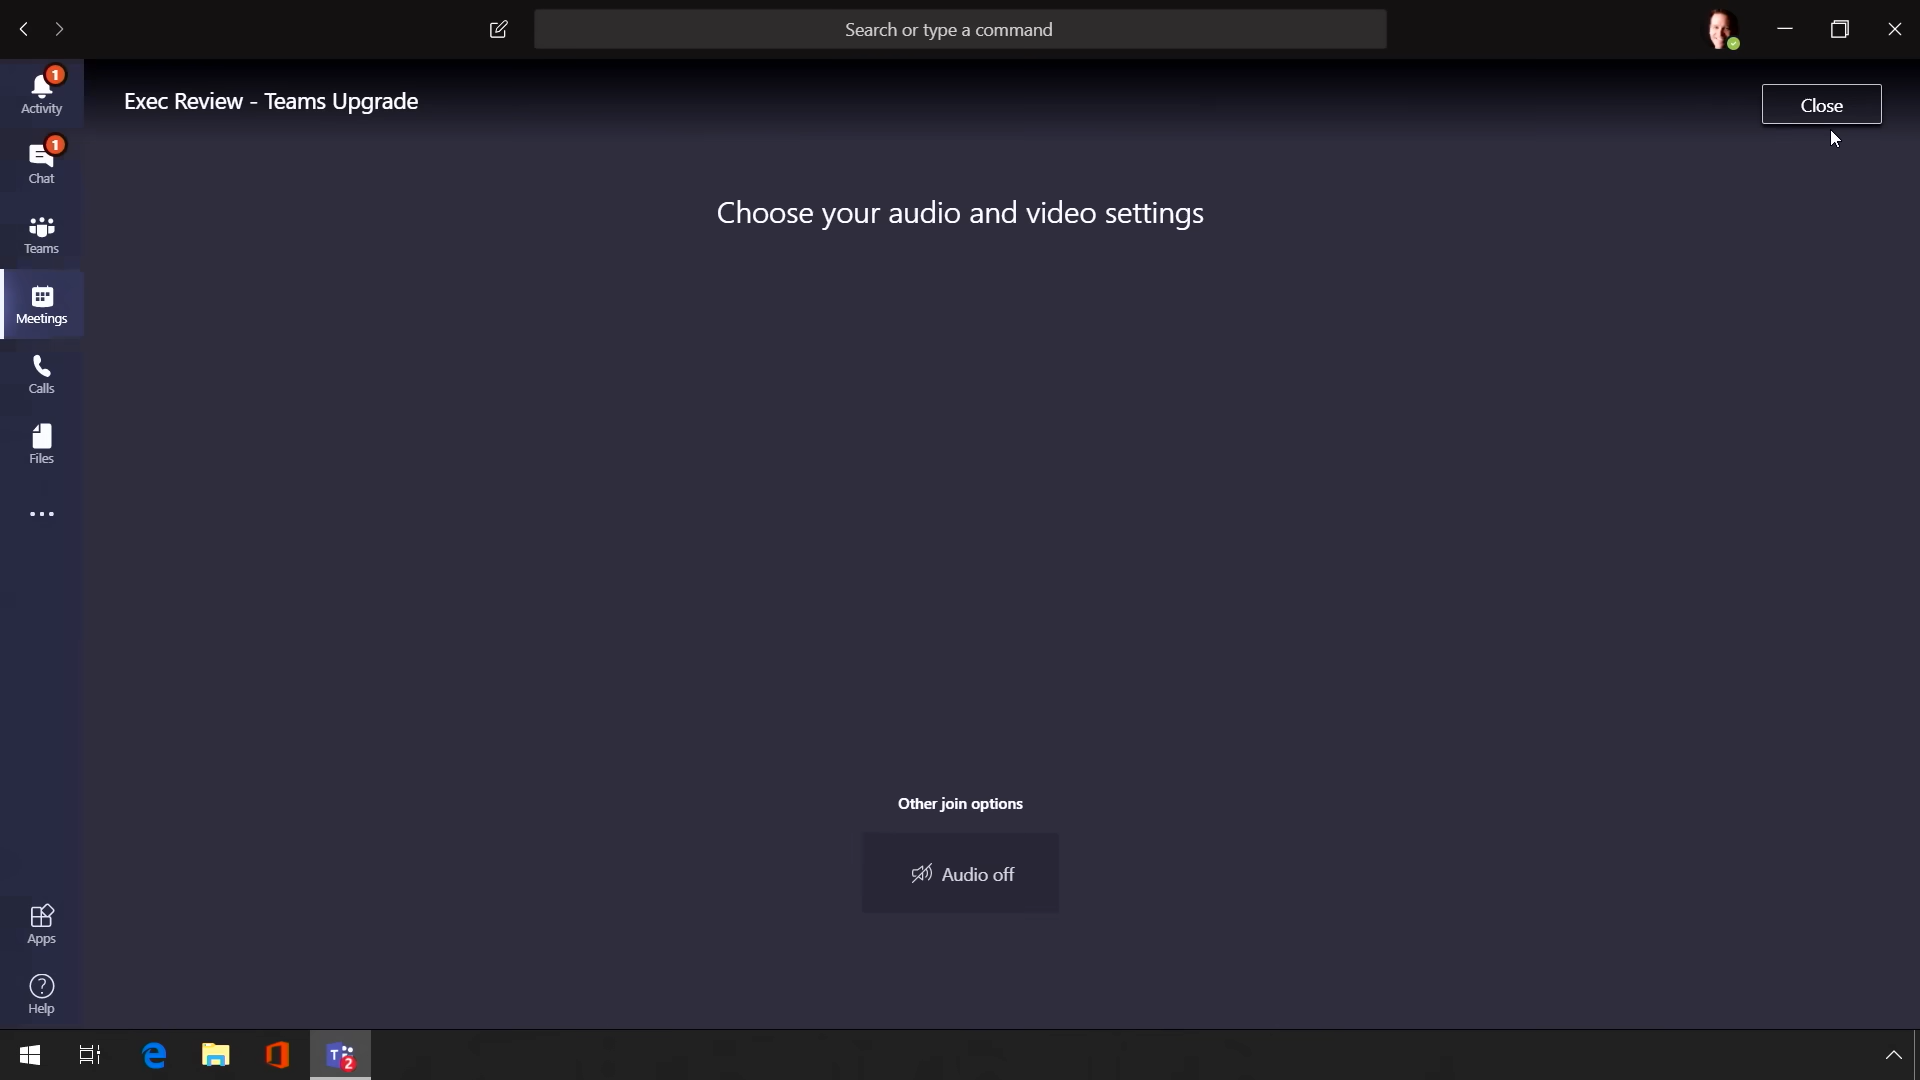 Search or type a command
1
Activity
Exec Review - Teams Upgrade
Close
1
Chat
Choose your audio and video settings
Teams
Meetings
Calls
Files
Other join options
Audio off
Apps
?
Help
T
2